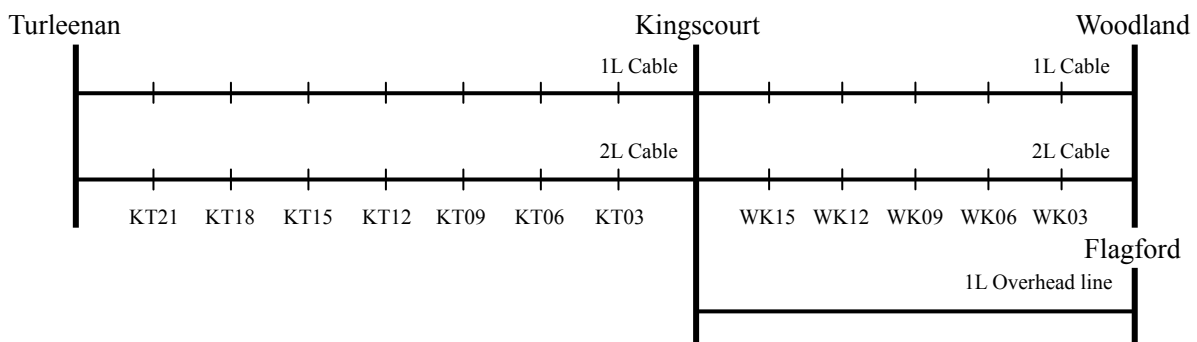 Turleenan Kingscourt Woodland
1L Cable 1L Cable
2L Cable 2L Cable
KT21 KT18 KT15 KT12 KT09 KT06 KT03 WK15 WK12 WK09 WK06 WK03
Flagford
1L Overhead line